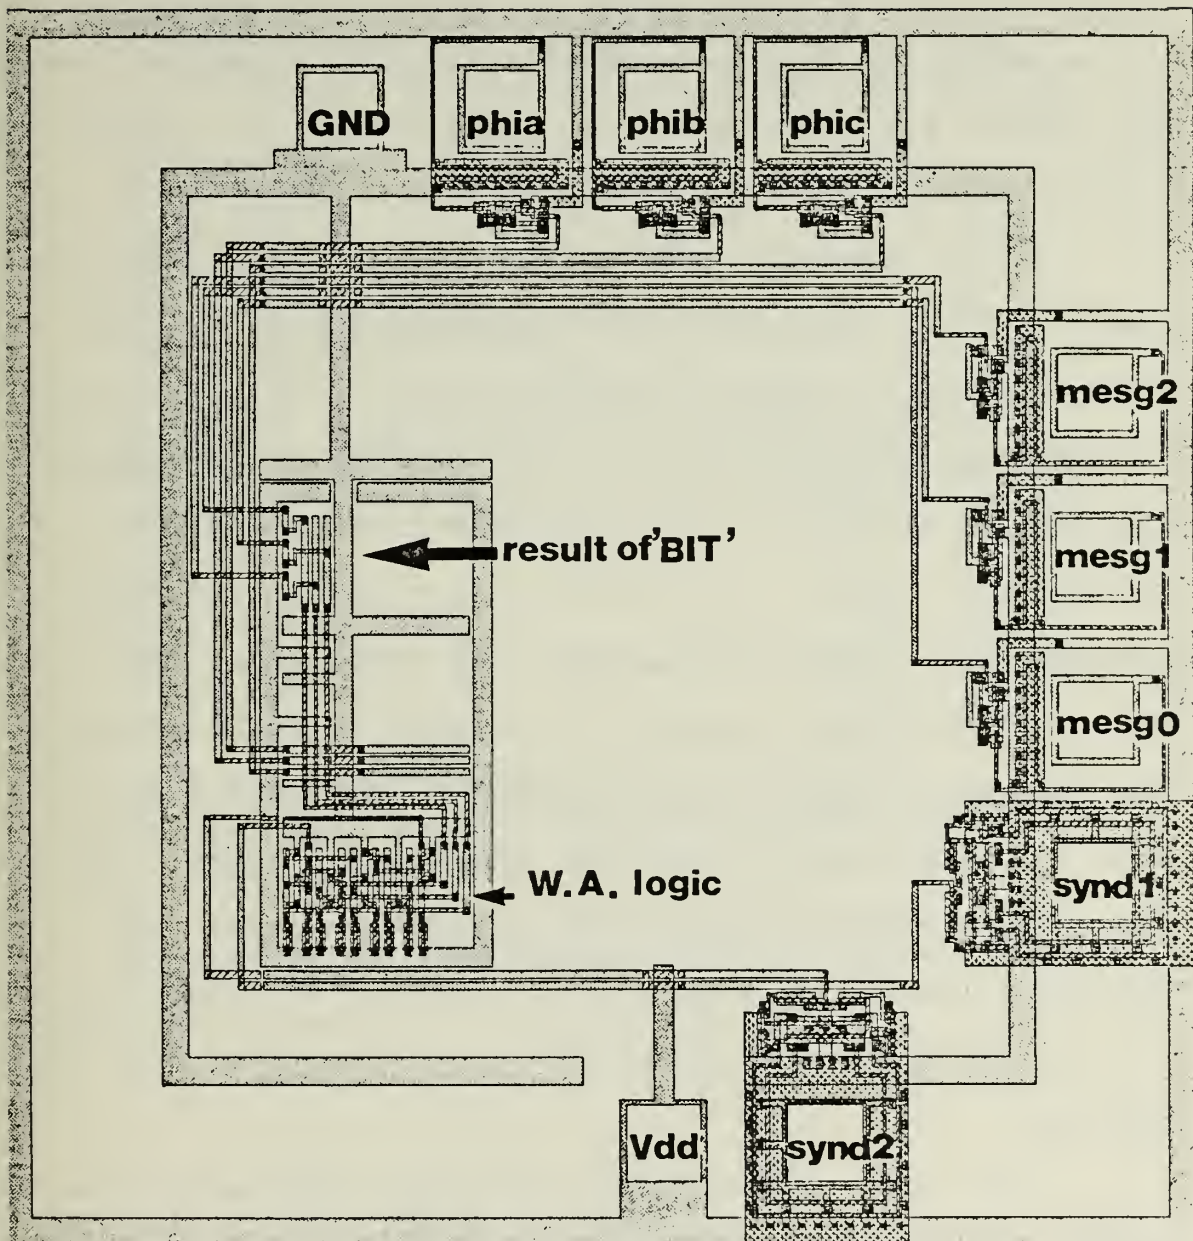 GND
phia
phib
phic
mesg2
result of 'BIT'
mesg1
mesg0
W.A. logic
synd1
Vdd
synd2